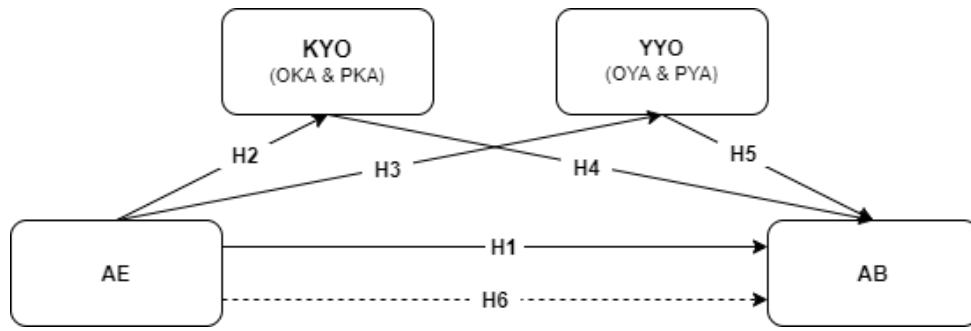 KYO
(OKA & PKA)
YYO
(OYA & PYA)
H2
H3
H4
H5
AE
H1
AB
H6